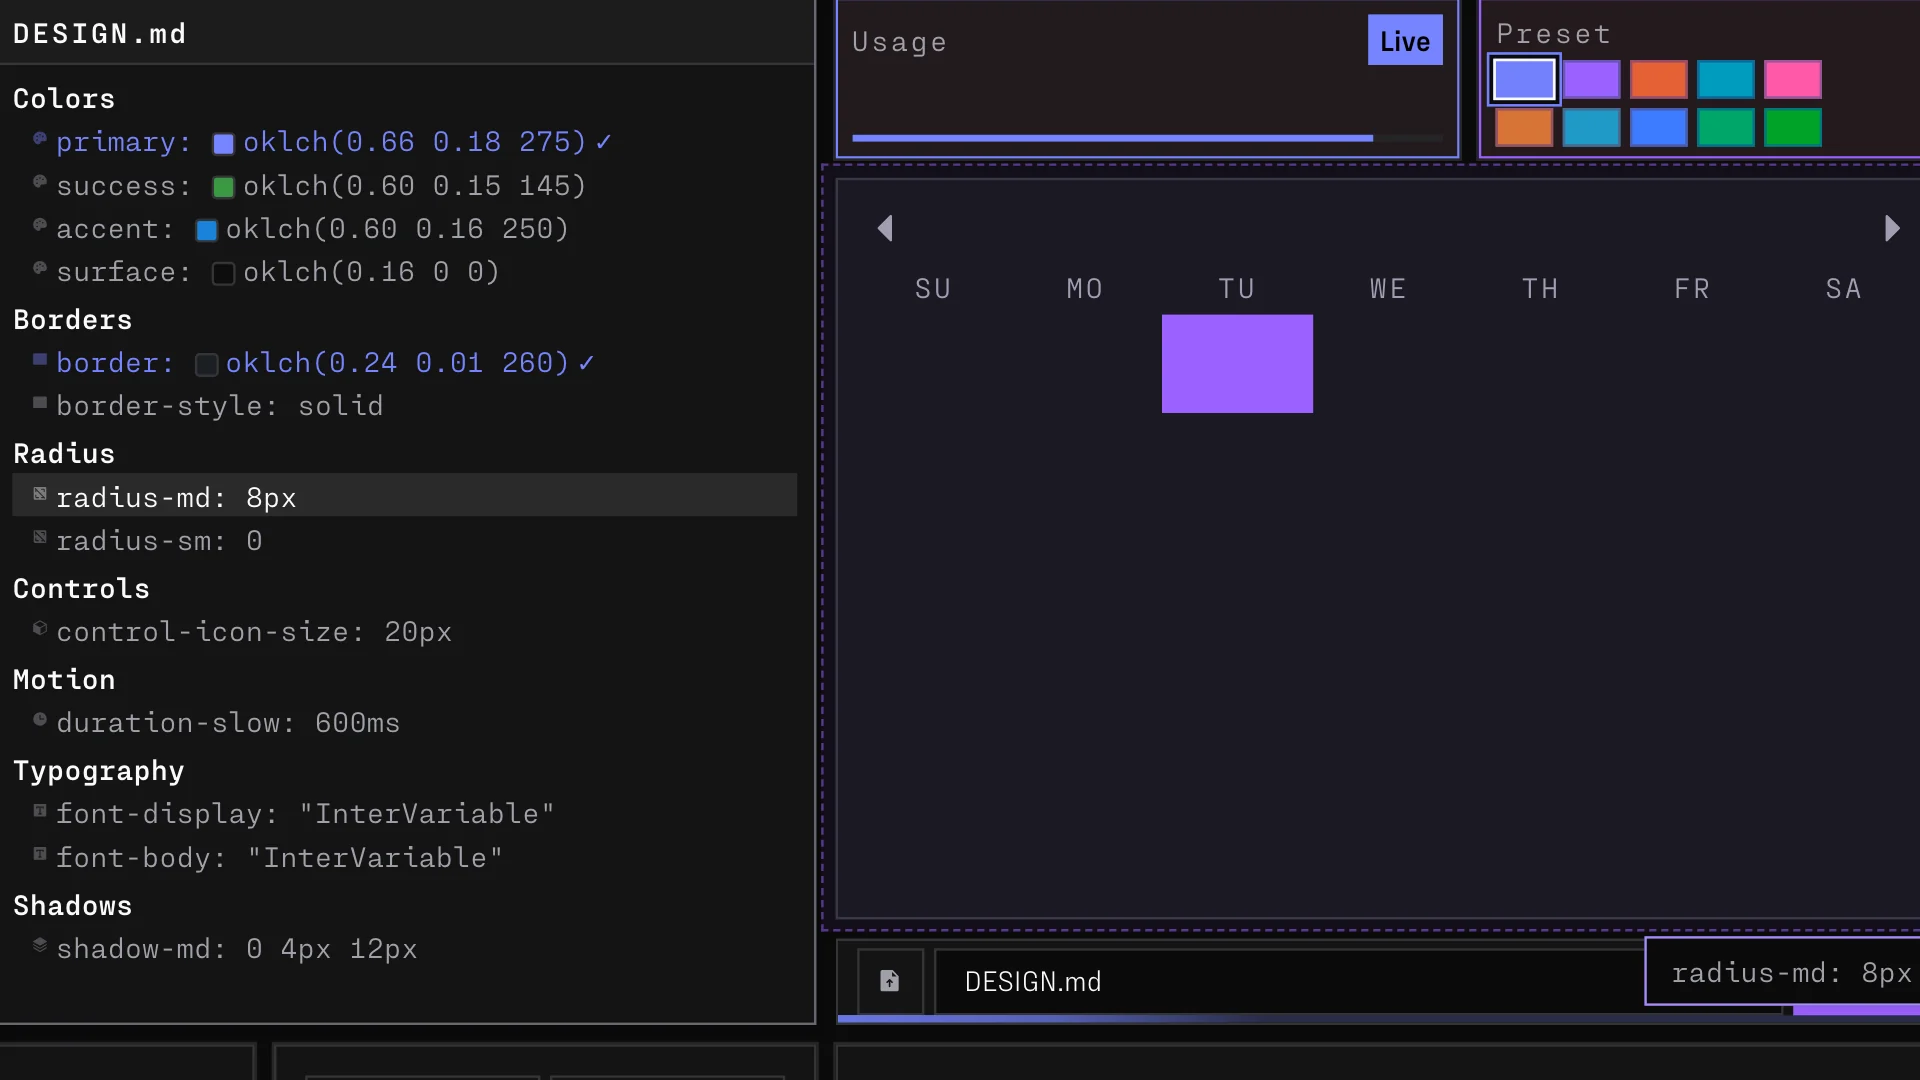 DESIGN.md
Colors
primary: oklch(0.66 0.18 275) ✓
success: oklch(0.60 0.15 145)
accent: oklch(0.60 0.16 250)
surface: oklch(0.16 0 0)
Borders
border: oklch(0.24 0.01 260) ✓
border-style: solid
Radius
radius-md: 8px
radius-sm: 0
Controls
control-icon-size: 20px
Motion
duration-slow: 600ms
Typography
font-display: "InterVariable"
font-body: "InterVariable"
Shadows
shadow-md: 0 4px 12px
Usage
Live
Preset
SU MO TU WE TH FR SA
DESIGN.md
radius-md: 8px